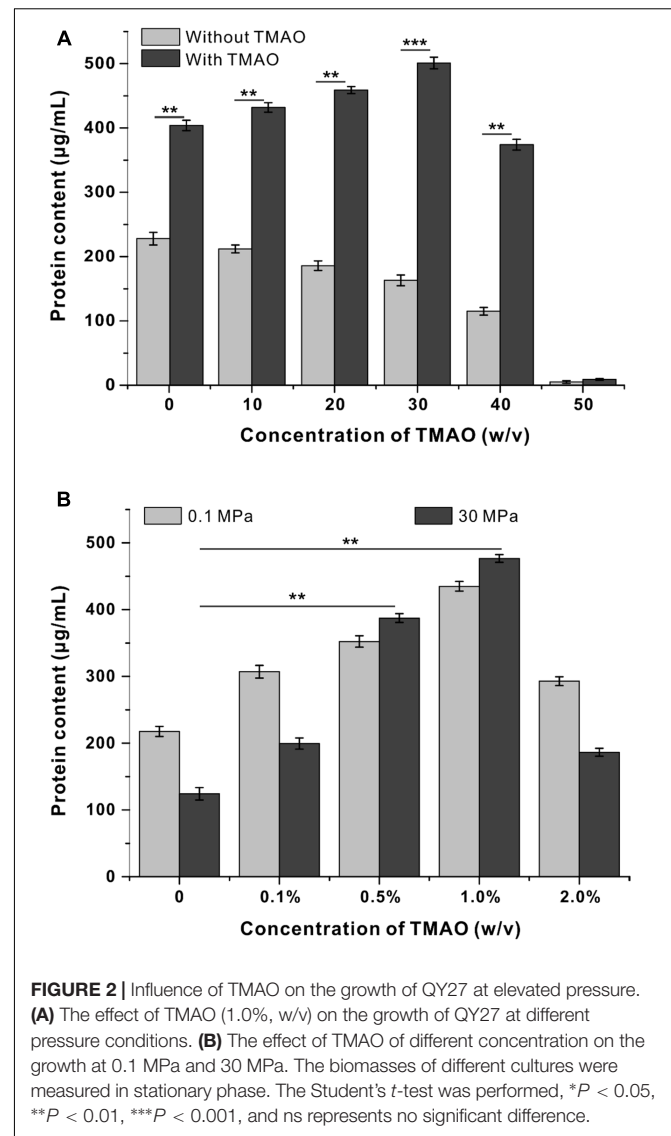 A
Without TMAO
With TMAO
Protein content (µg/mL)
500
400
300
200
100
0
**
**
**
***
**
0 10 20 30 40 50
Concentration of TMAO (w/v)
B
0.1 MPa 30 MPa
Protein content (µg/mL)
500
400
300
200
100
0
**
**
0 0.1% 0.5% 1.0% 2.0%
Concentration of TMAO (w/v)
FIGURE 2 | Influence of TMAO on the growth of QY27 at elevated pressure.
(A) The effect of TMAO (1.0%, w/v) on the growth of QY27 at different
pressure conditions. (B) The effect of TMAO of different concentration on the
growth at 0.1 MPa and 30 MPa. The biomasses of different cultures were
measured in stationary phase. The Student's t-test was performed, *P < 0.05,
**P < 0.01, ***P < 0.001, and ns represents no significant difference.